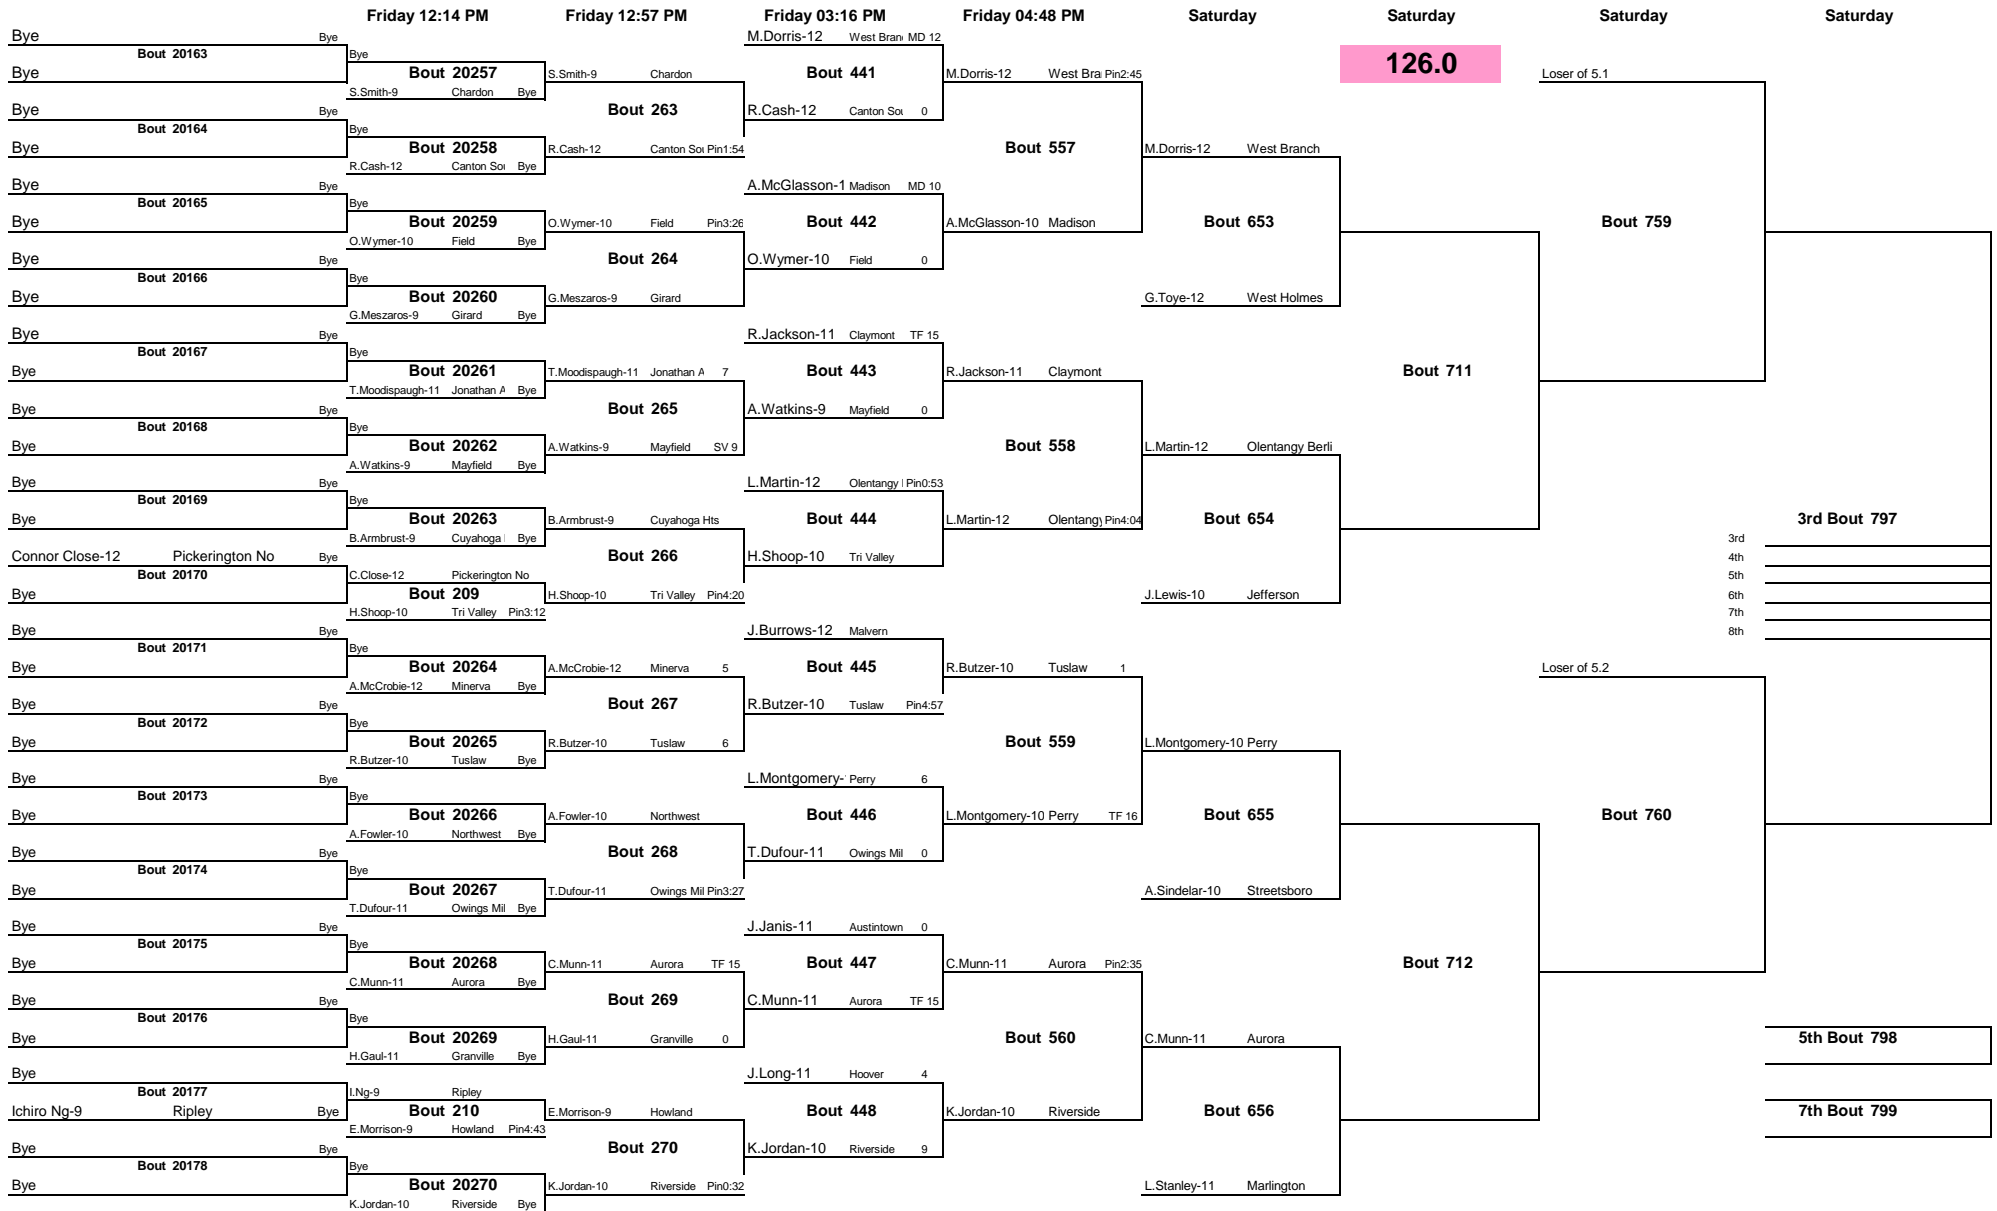 Friday 12:14 PM Friday 12:57 PM Friday 03:16 PM Friday 04:48 PM Saturday Saturday Saturday Saturday
126.0
Bye Bye
Bout 20163
Bye
Bye Bye
Bout 20164
Bye
Bye Bye
Bout 20165
Bye
Bye Bye
Bout 20166
Bye
Bye Bye
Bout 20167
Bye
Bye Bye
Bout 20168
Bye
Bye Bye
Bout 20169
Bye
Connor Close-12 Pickerington No Bye
Bout 20170
Bye
Bye Bye
Bout 20171
Bye
Bye Bye
Bout 20172
Bye
Bye Bye
Bout 20173
Bye
Bye Bye
Bout 20174
Bye
Bye Bye
Bout 20175
Bye
Bye Bye
Bout 20176
Bye
Bye
Bout 20177
Ichiro Ng-9 Ripley Bye
Bye Bye
Bout 20178
Bye
Bye
Bout 20257
S.Smith-9 Chardon Bye
Bye
Bout 20258
R.Cash-12 Canton Sou Bye
Bye
Bout 20259
O.Wymer-10 Field Bye
Bye
Bout 20260
G.Meszaros-9 Girard Bye
Bye
Bout 20261
T.Moodispaugh-11 Jonathan A Bye
Bye
Bout 20262
A.Watkins-9 Mayfield Bye
Bye
Bout 20263
B.Armbrust-9 Cuyahoga Bye
C.Close-12 Pickerington No
Bout 209
H.Shoop-10 Tri Valley Pin3:12
Bye
Bout 20264
A.McCrobie-12 Minerva Bye
Bye
Bout 20265
R.Butzer-10 Tuslaw Bye
Bye
Bout 20266
A.Fowler-10 Northwest Bye
Bye
Bout 20267
T.Dufour-11 Owings Mil Bye
Bye
Bout 20268
C.Munn-11 Aurora Bye
Bye
Bout 20269
H.Gaul-11 Granville Bye
I.Ng-9 Ripley
Bout 210
E.Morrison-9 Howland Pin4:43
Bye
Bout 20270
K.Jordan-10 Riverside Bye
S.Smith-9 Chardon
Bout 263
R.Cash-12 Canton Sou Pin1:54
O.Wymer-10 Field Pin3:26
Bout 264
G.Meszaros-9 Girard
T.Moodispaugh-11 Jonathan A 7
Bout 265
A.Watkins-9 Mayfield SV 9
B.Armbrust-9 Cuyahoga Hts
Bout 266
H.Shoop-10 Tri Valley Pin4:20
A.McCrobie-12 Minerva 5
Bout 267
R.Butzer-10 Tuslaw 6
A.Fowler-10 Northwest
Bout 268
T.Dufour-11 Owings Mil Pin3:27
C.Munn-11 Aurora TF 15
Bout 269
H.Gaul-11 Granville 0
E.Morrison-9 Howland
Bout 270
K.Jordan-10 Riverside Pin0:32
M.Dorris-12 West Bran MD 12
Bout 441
R.Cash-12 Canton Sou 0
A.McGlasson-1 Madison MD 10
Bout 442
O.Wymer-10 Field 0
R.Jackson-11 Claymont TF 15
Bout 443
A.Watkins-9 Mayfield 0
L.Martin-12 Olentangy Pin0:53
Bout 444
H.Shoop-10 Tri Valley
J.Burrows-12 Malvern
Bout 445
R.Butzer-10 Tuslaw Pin4:57
L.Montgomery- Perry 6
Bout 446
T.Dufour-11 Owings Mil 0
J.Janis-11 Austintown 0
Bout 447
C.Munn-11 Aurora TF 15
J.Long-11 Hoover 4
Bout 448
K.Jordan-10 Riverside 9
M.Dorris-12 West Bra Pin2:45
Bout 557
A.McGlasson-10 Madison
R.Jackson-11 Claymont
Bout 558
L.Martin-12 Olentangy Pin4:04
R.Butzer-10 Tuslaw 1
Bout 559
L.Montgomery-10 Perry TF 16
C.Munn-11 Aurora Pin2:35
Bout 560
K.Jordan-10 Riverside
M.Dorris-12 West Branch
Bout 653
G.Toye-12 West Holmes
L.Martin-12 Olentangy Berli
Bout 654
J.Lewis-10 Jefferson
L.Montgomery-10 Perry
Bout 655
A.Sindelar-10 Streetsboro
C.Munn-11 Aurora
Bout 656
L.Stanley-11 Marlington
Bout 711
Bout 712
Loser of 5.1
Bout 759
Loser of 5.2
Bout 760
3rd Bout 797
3rd
4th
5th
6th
7th
8th
5th Bout 798
7th Bout 799